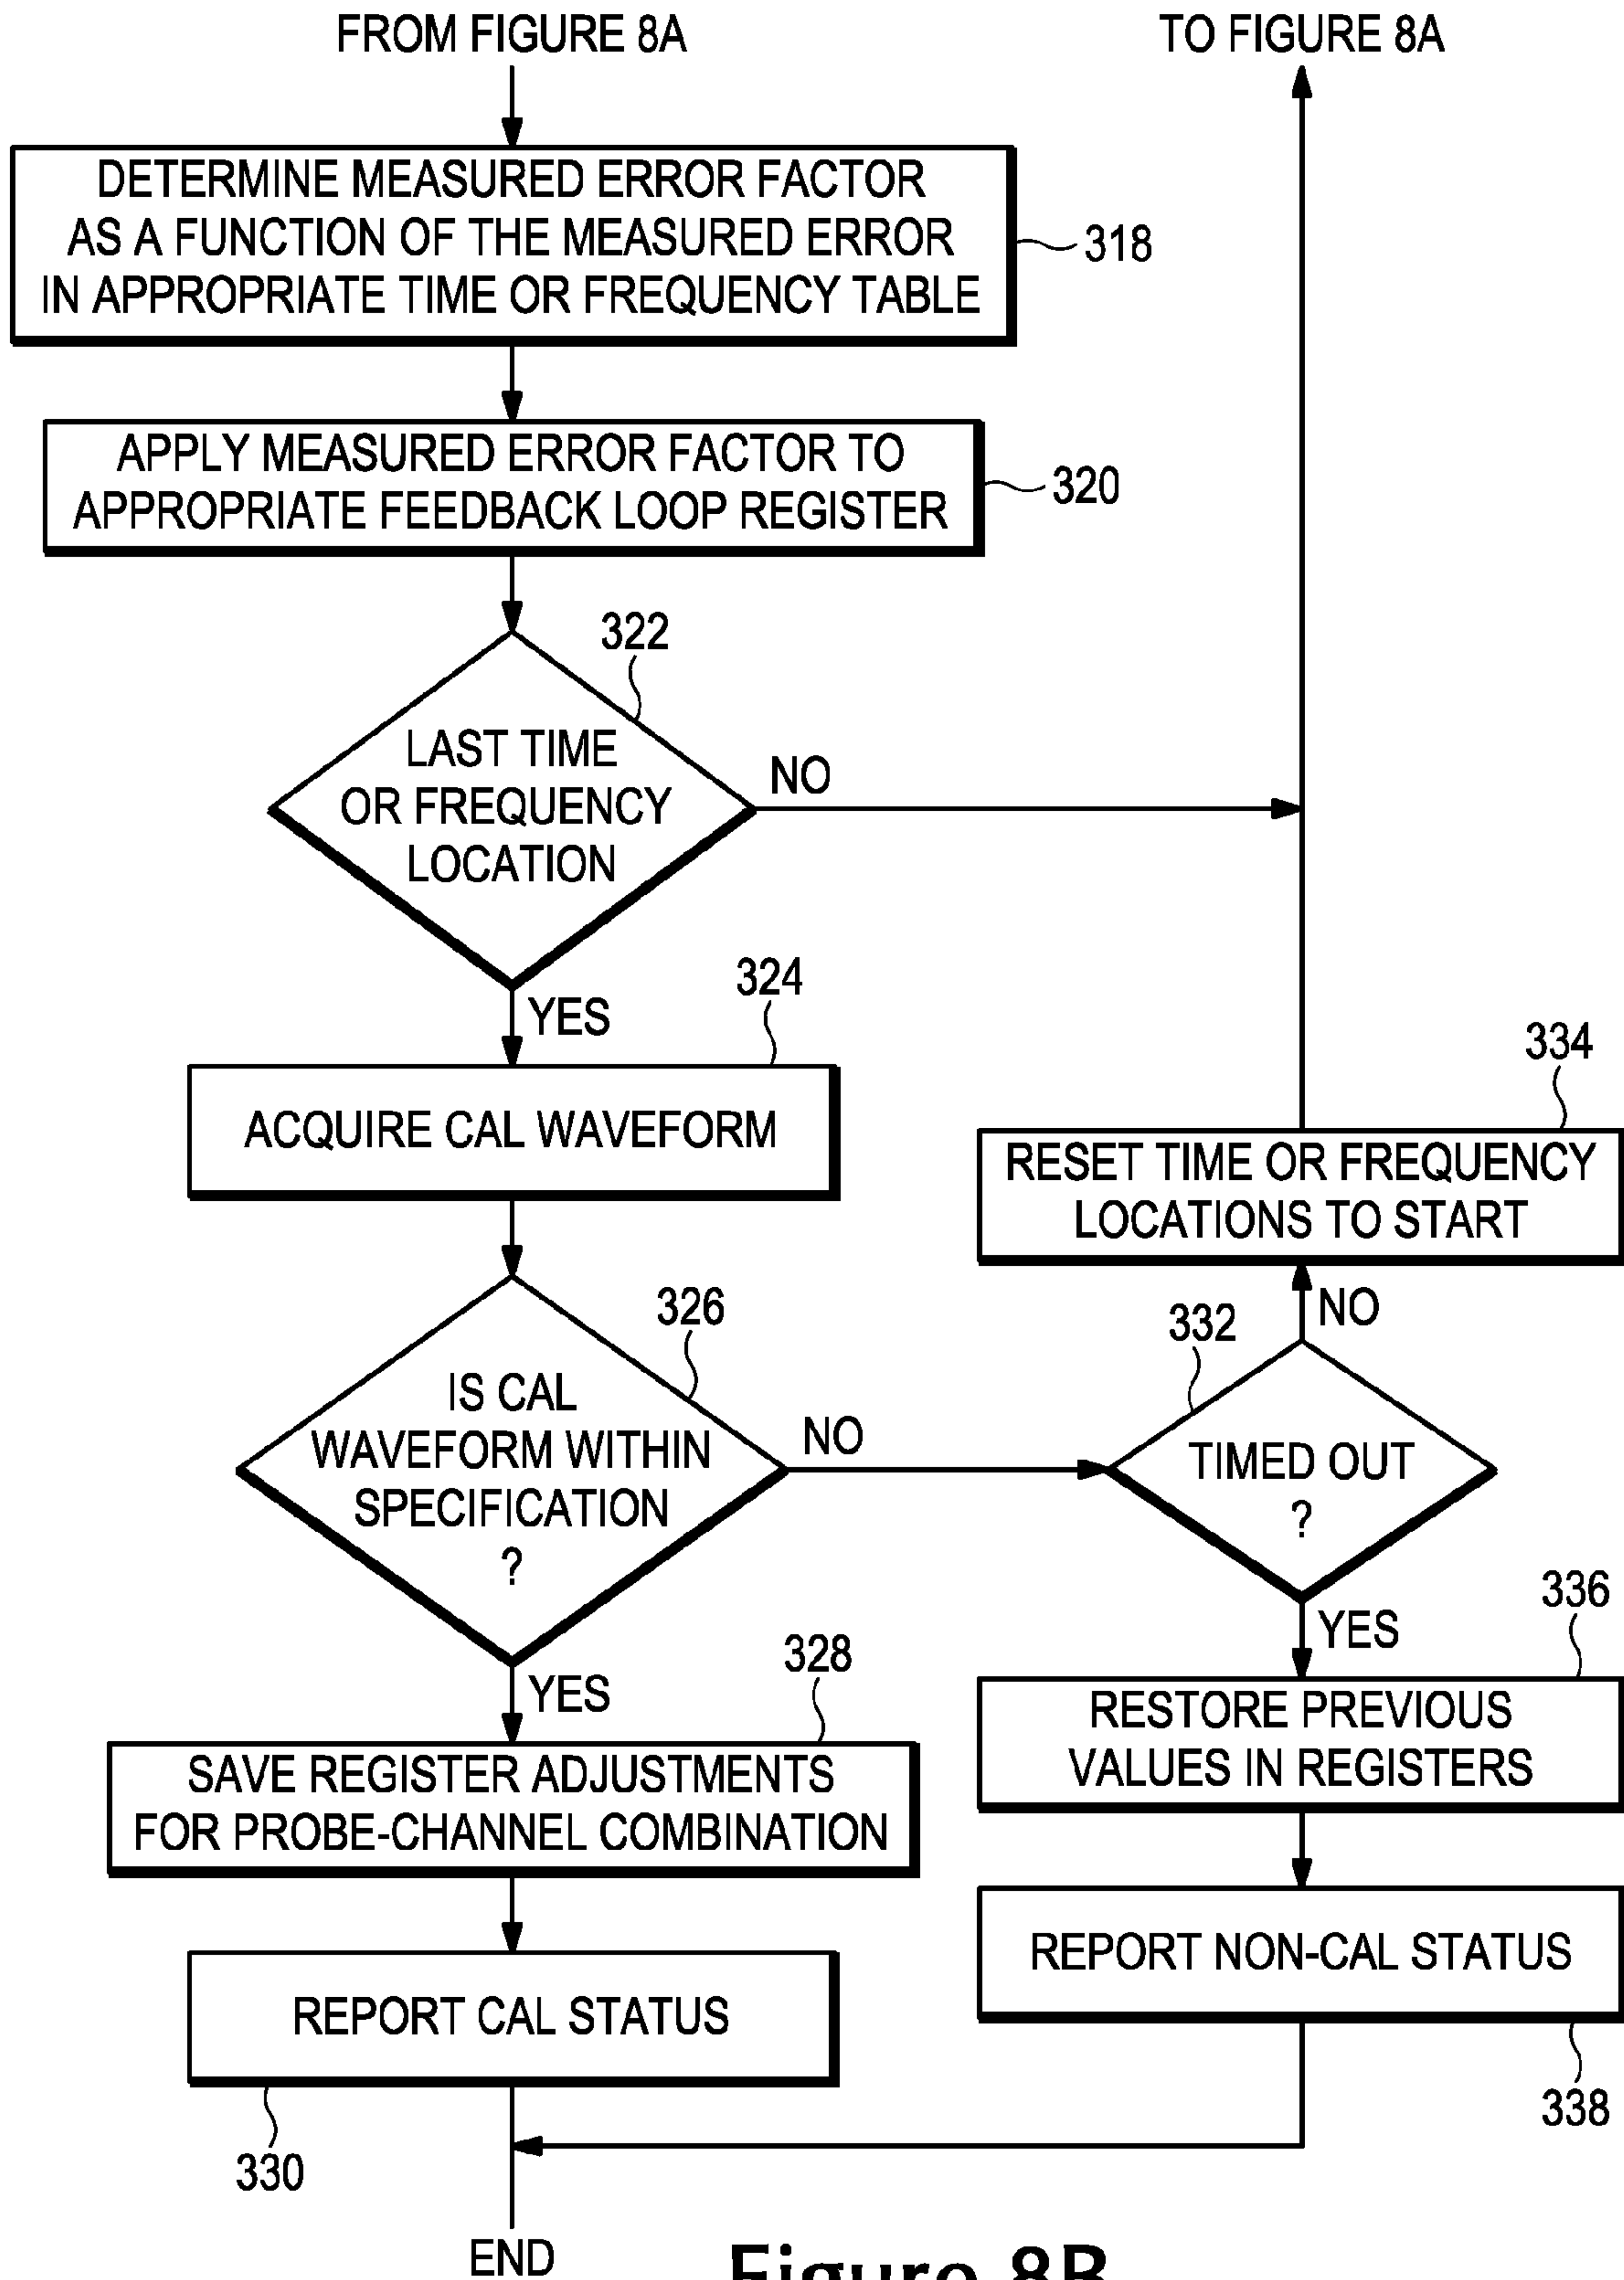 FROM FIGURE 8A
TO FIGURE 8A
DETERMINE MEASURED ERROR FACTOR
AS A FUNCTION OF THE MEASURED ERROR
IN APPROPRIATE TIME OR FREQUENCY TABLE
318
APPLY MEASURED ERROR FACTOR TO
APPROPRIATE FEEDBACK LOOP REGISTER
320
322
LAST TIME
OR FREQUENCY
LOCATION
NO
YES
324
ACQUIRE CAL WAVEFORM
334
RESET TIME OR FREQUENCY
LOCATIONS TO START
326
IS CAL
WAVEFORM WITHIN
SPECIFICATION
?
NO
332
NO
TIMED OUT
?
YES
336
RESTORE PREVIOUS
VALUES IN REGISTERS
YES
328
SAVE REGISTER ADJUSTMENTS
FOR PROBE-CHANNEL COMBINATION
REPORT NON-CAL STATUS
338
REPORT CAL STATUS
330
END
Figure 8B